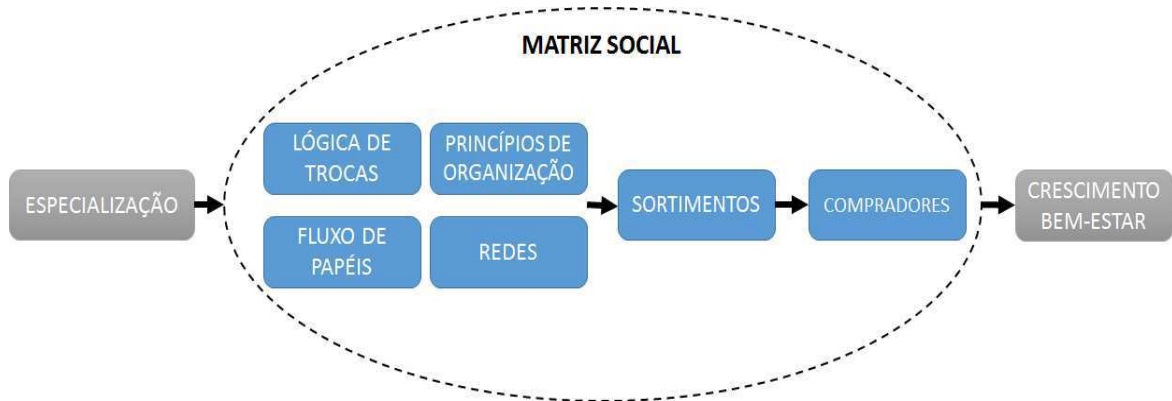 MATRIZ SOCIAL
ESPECIALIZAÇÃO
LÓGICA DE
TROCAS
PRINCÍPIOS DE
ORGANIZAÇÃO
FLUXO DE
PAPÉIS
REDES
SORTIMENTOS
COMPRADORES
CRESCIMENTO
BEM-ESTAR